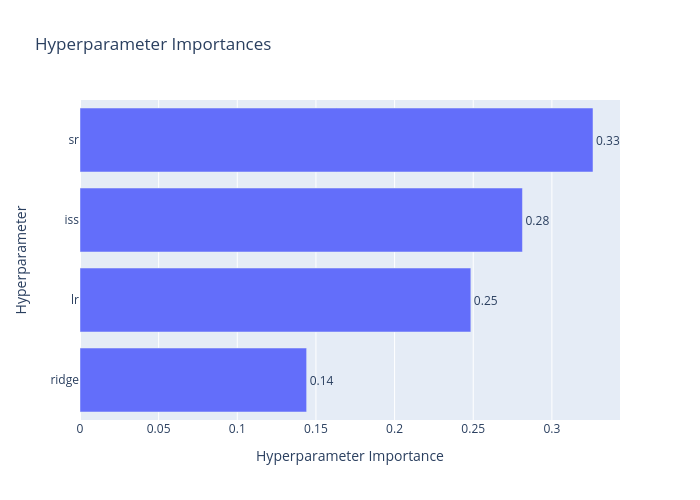 Hyperparameter Importances
Hyperparameter
sr
0.33
iss
0.28
lr
0.25
ridge
0.14
0
0.05
0.1
0.15
0.2
0.25
0.3
Hyperparameter Importance